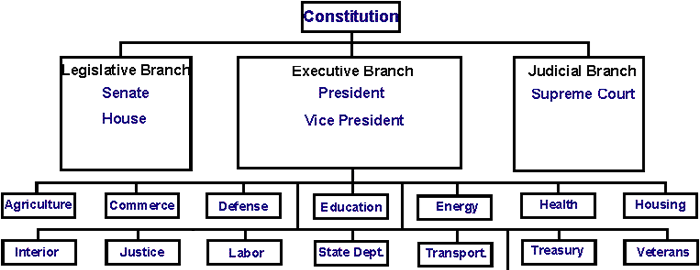 Constitution
Legislative Branch
Senate
House
Executive Branch
President
Vice President
Judicial Branch
Supreme Court
Agriculture
Commerce
Defense
Education
Energy
Health
Housing
Interior
Justice
Labor
State Dept.
Transport.
Treasury
Veterans